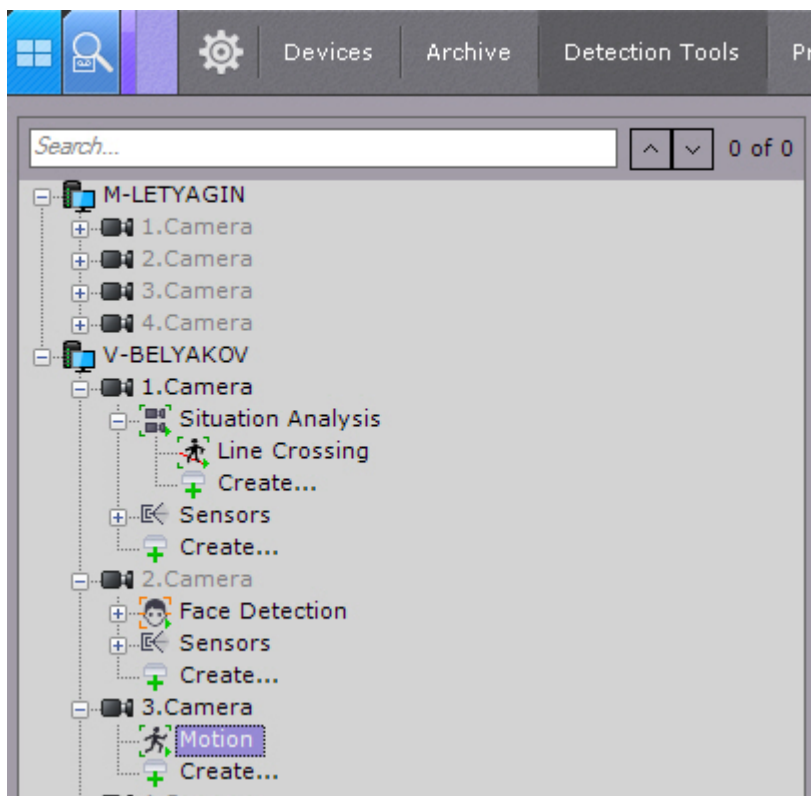 Devices Archive Detection Tools
Search... 0 of 0
M-LETYAGIN
1.Camera
2.Camera
3.Camera
4.Camera
V-BELYAKOV
1.Camera
Situation Analysis
Line Crossing
Create...
Sensors
Create...
2.Camera
Face Detection
Sensors
Create...
3.Camera
Motion
Create...